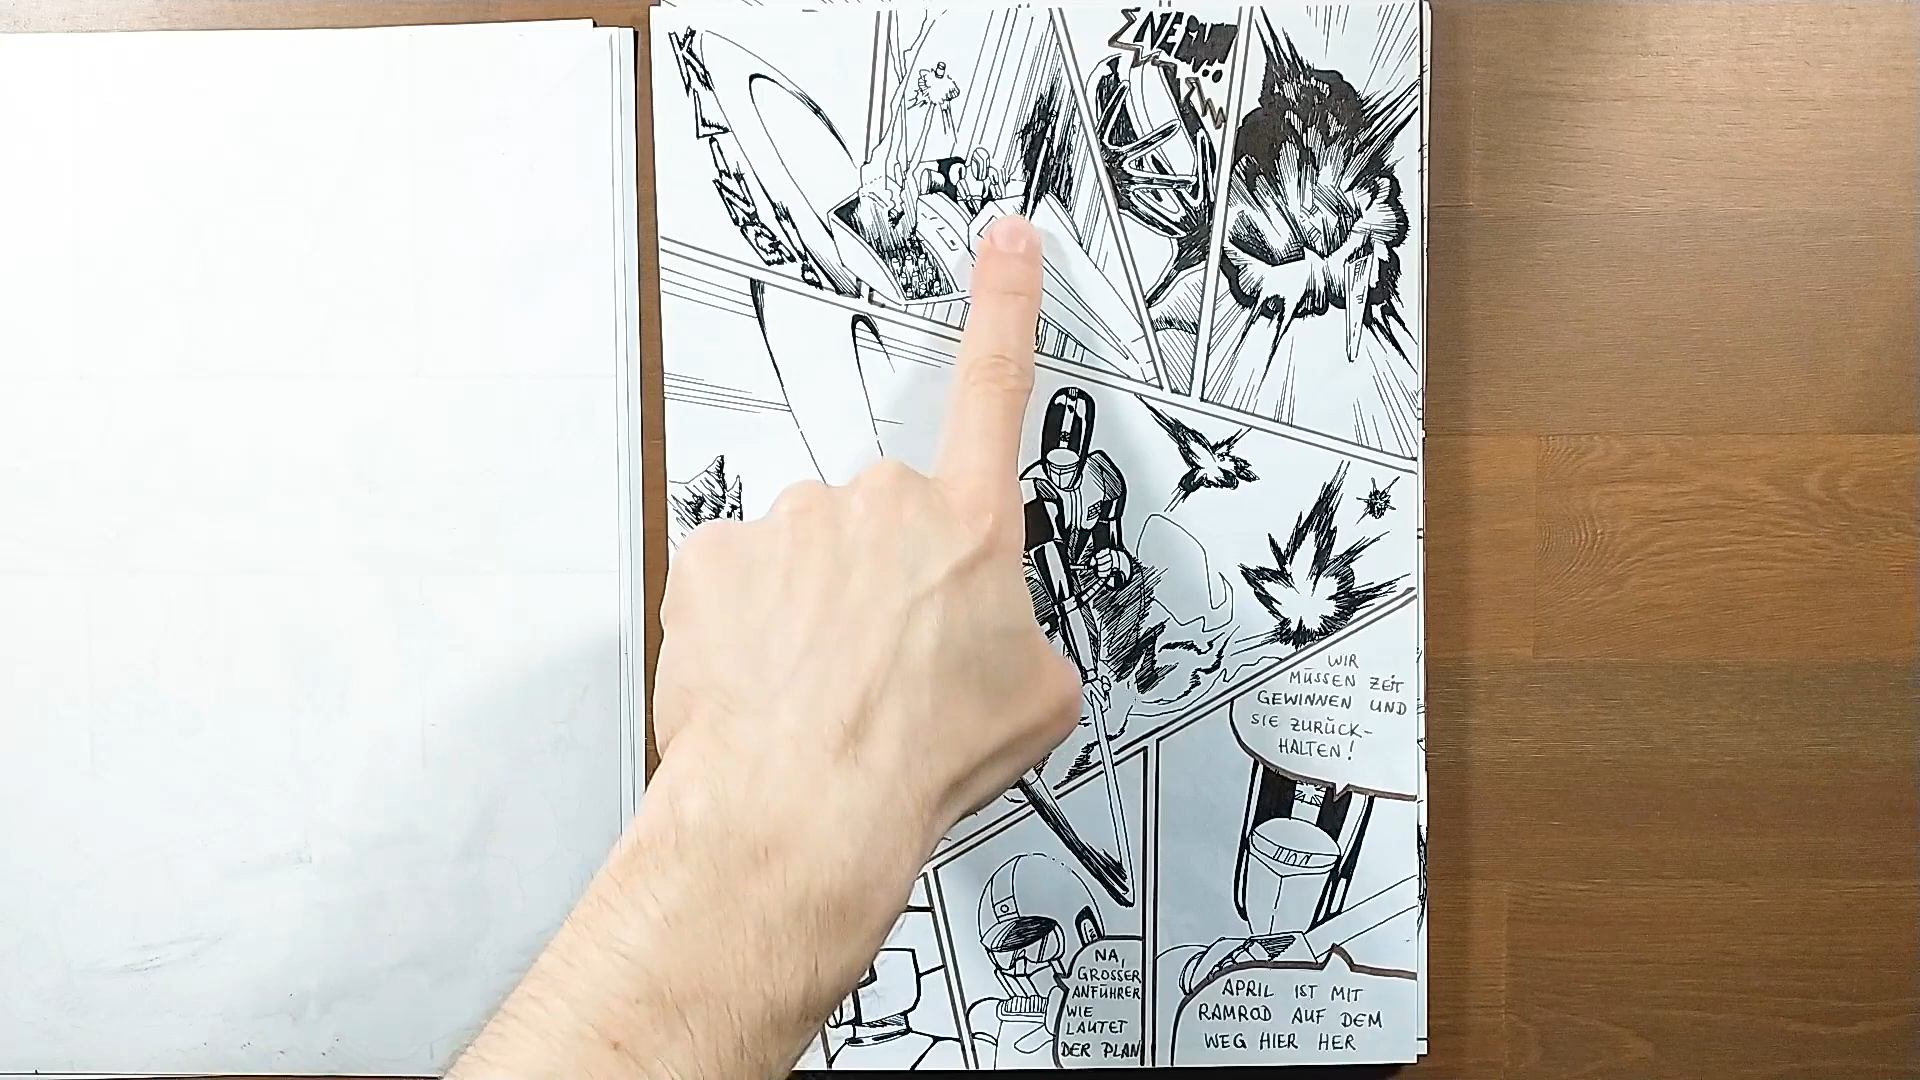 WIR
MÜSSEN ZEIT
GEWINNEN UND
SIE ZURÜCK-
HALTEN!
NA,
GROSSER
ANFÜHRER
WIE
LAUTET
DER PLAN
APRIL IST MIT
RAMROD AUF DEM
WEG HIER HER